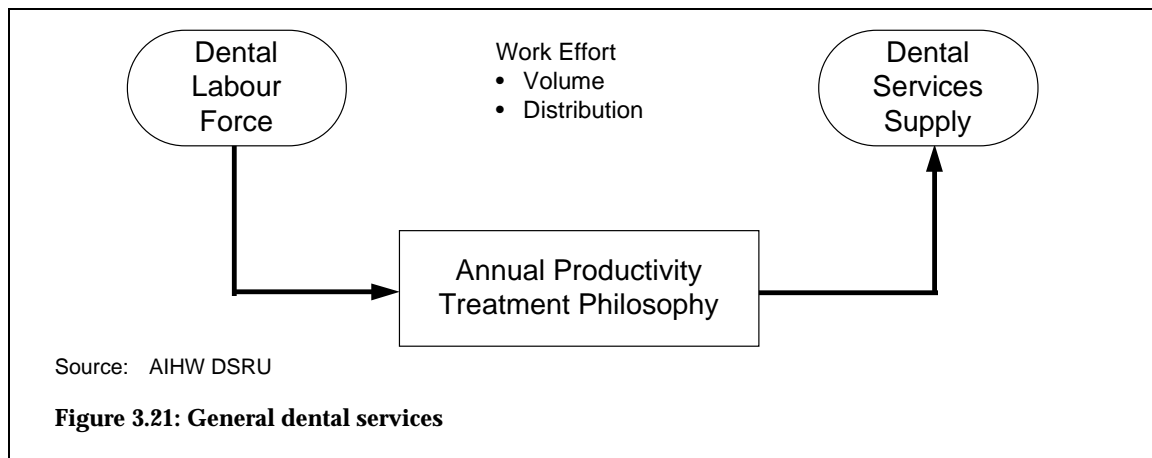 Dental
Labour
Force
Work Effort
• Volume
• Distribution
Dental
Services
Supply
Annual Productivity
Treatment Philosophy
Source: AIHW DSRU
Figure 3.21: General dental services